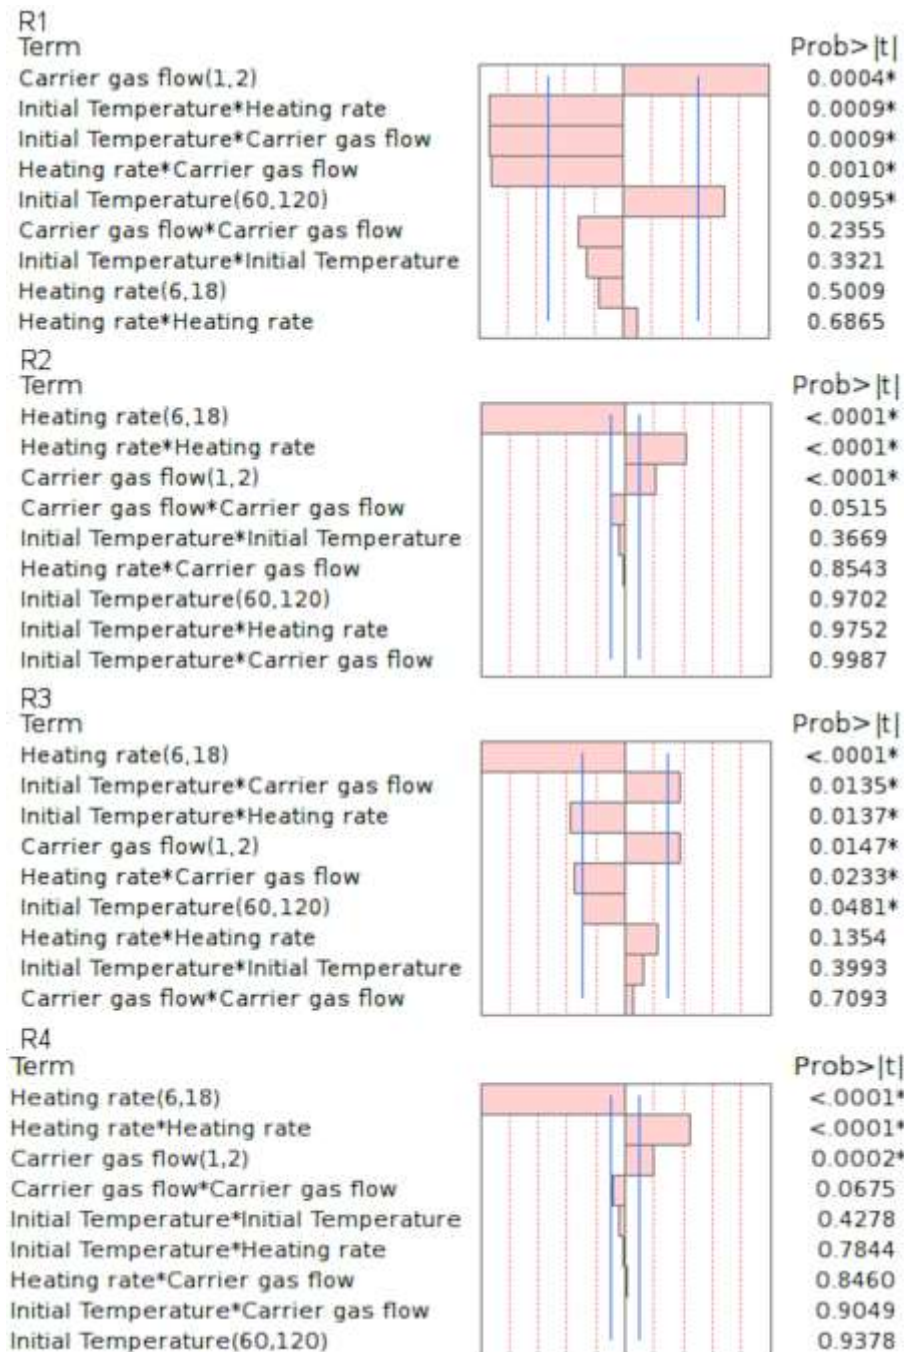 R1
Term Prob>|t|
Carrier gas flow(1,2) 0.0004*
Initial Temperature*Heating rate 0.0009*
Initial Temperature*Carrier gas flow 0.0009*
Heating rate*Carrier gas flow 0.0010*
Initial Temperature(60,120) 0.0095*
Carrier gas flow*Carrier gas flow 0.2355
Initial Temperature*Initial Temperature 0.3321
Heating rate(6,18) 0.5009
Heating rate*Heating rate 0.6865
R2
Term Prob>|t|
Heating rate(6,18) <.0001*
Heating rate*Heating rate <.0001*
Carrier gas flow(1,2) <.0001*
Carrier gas flow*Carrier gas flow 0.0515
Initial Temperature*Initial Temperature 0.3669
Heating rate*Carrier gas flow 0.8543
Initial Temperature(60,120) 0.9702
Initial Temperature*Heating rate 0.9752
Initial Temperature*Carrier gas flow 0.9987
R3
Term Prob>|t|
Heating rate(6,18) <.0001*
Initial Temperature*Carrier gas flow 0.0135*
Initial Temperature*Heating rate 0.0137*
Carrier gas flow(1,2) 0.0147*
Heating rate*Carrier gas flow 0.0233*
Initial Temperature(60,120) 0.0481*
Heating rate*Heating rate 0.1354
Initial Temperature*Initial Temperature 0.3993
Carrier gas flow*Carrier gas flow 0.7093
R4
Term Prob>|t|
Heating rate(6,18) <.0001*
Heating rate*Heating rate <.0001*
Carrier gas flow(1,2) 0.0002*
Carrier gas flow*Carrier gas flow 0.0675
Initial Temperature*Initial Temperature 0.4278
Initial Temperature*Heating rate 0.7844
Heating rate*Carrier gas flow 0.8460
Initial Temperature*Carrier gas flow 0.9049
Initial Temperature(60,120) 0.9378